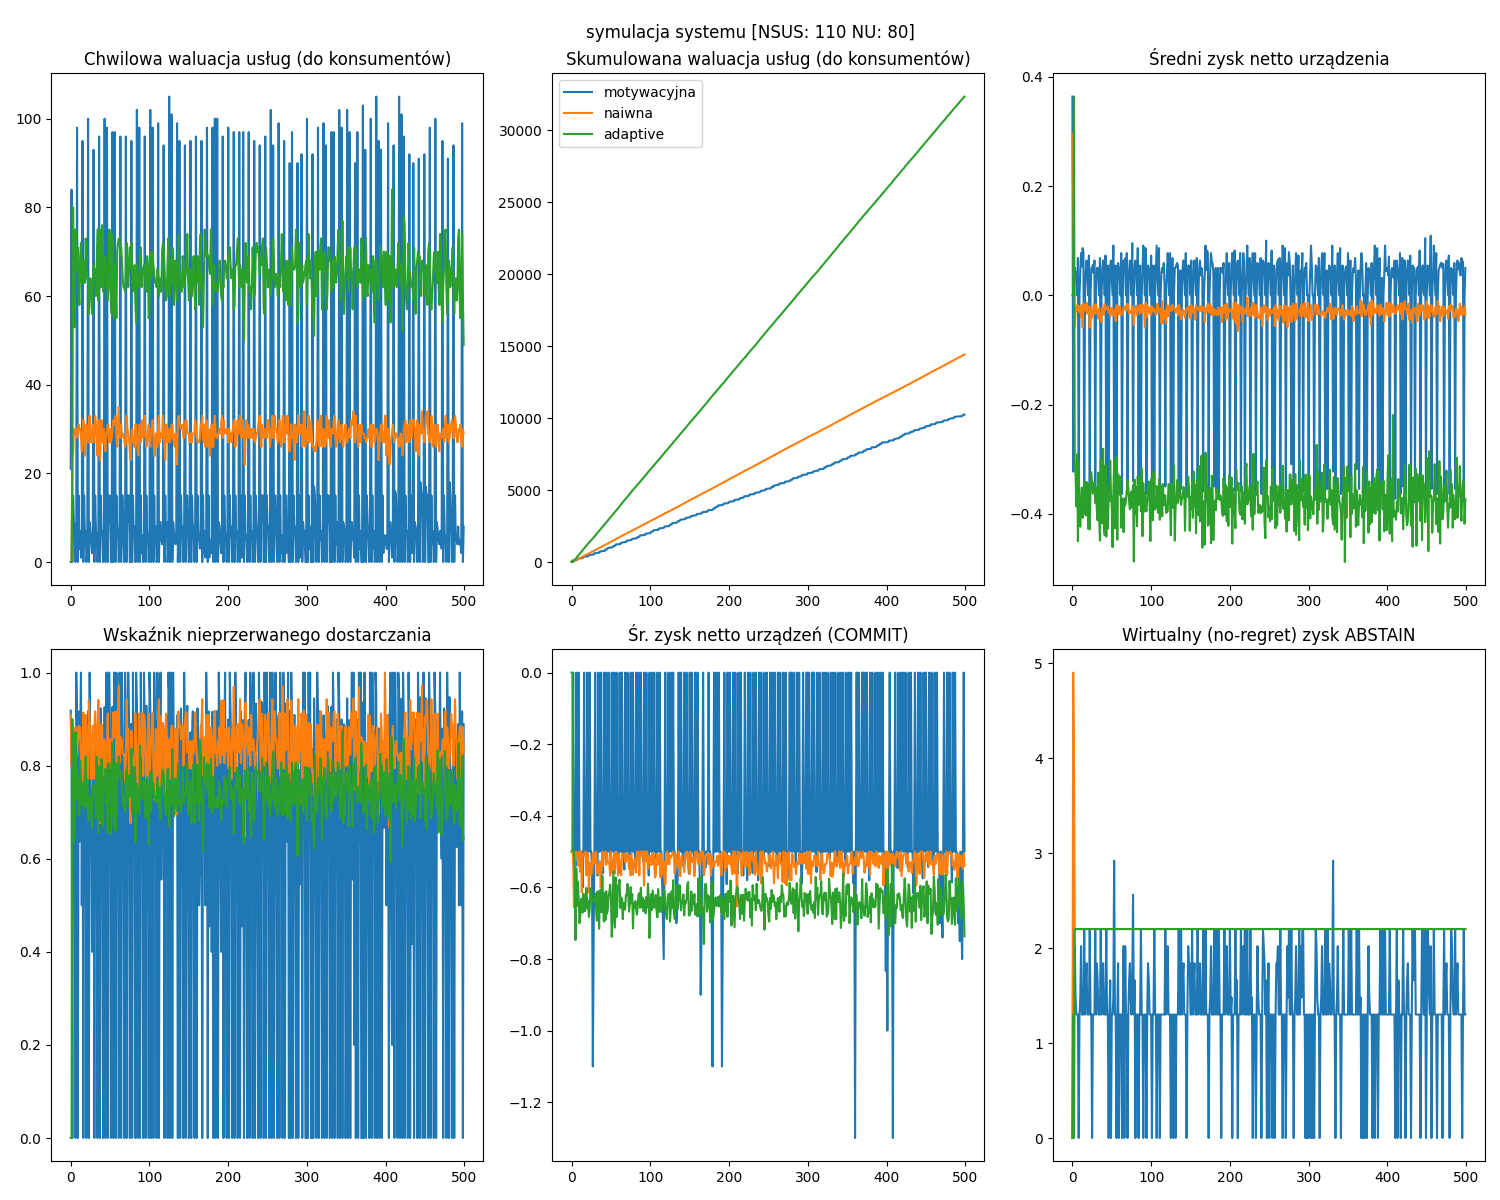 symulacja systemu [NSUS: 110 NU: 80]
Chwilowa waluacja usług (do konsumentów)
100
80
60
40
20
0
0 100 200 300 400 500
Skumulowana waluacja usług (do konsumentów)
motywacyjna
naiwna
adaptive
30000
25000
20000
15000
10000
5000
0
0 100 200 300 400 500
Średni zysk netto urządzenia
0.4
0.2
0.0
−0.2
−0.4
0 100 200 300 400 500
Wskaźnik nieprzerwanego dostarczania
1.0
0.8
0.6
0.4
0.2
0.0
0 100 200 300 400 500
Śr. zysk netto urządzeń (COMMIT)
0.0
−0.2
−0.4
−0.6
−0.8
−1.0
−1.2
0 100 200 300 400 500
Wirtualny (no-regret) zysk ABSTAIN
5
4
3
2
1
0
0 100 200 300 400 500